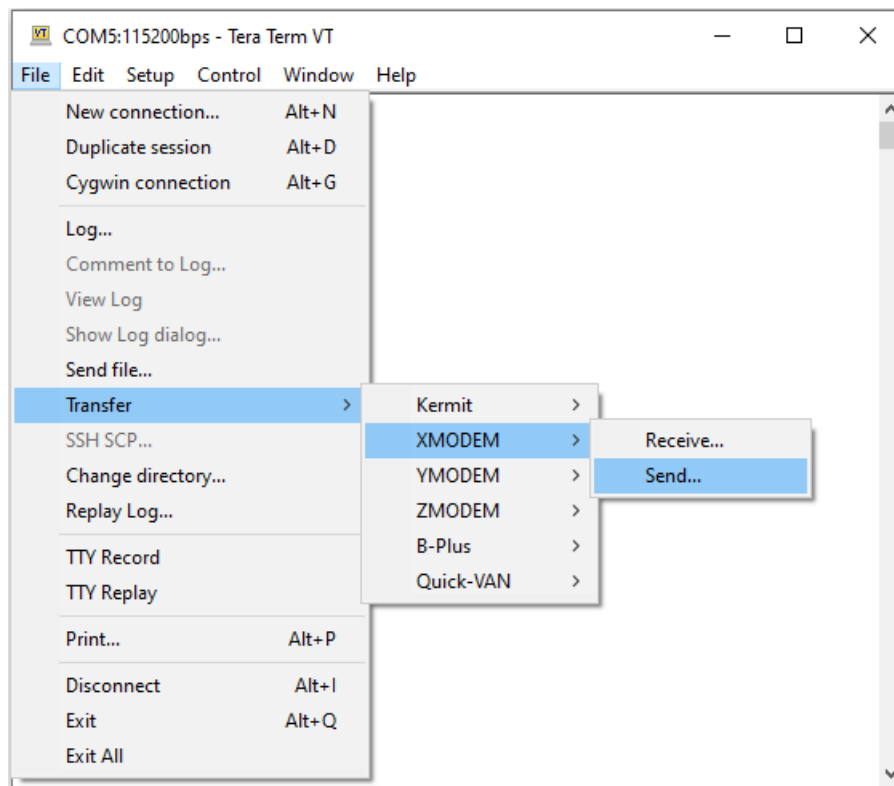 COM5:115200bps - Tera Term VT
File Edit Setup Control Window Help
New connection... Alt+N
Duplicate session Alt+D
Cygwin connection Alt+G
Log...
Comment to Log...
View Log
Show Log dialog...
Send file...
Transfer
SSH SCP...
Change directory...
Replay Log...
TTY Record
TTY Replay
Print... Alt+P
Disconnect Alt+I
Exit Alt+Q
Exit All
Kermit
XMODEM
YMODEM
ZMODEM
B-Plus
Quick-VAN
Receive...
Send...